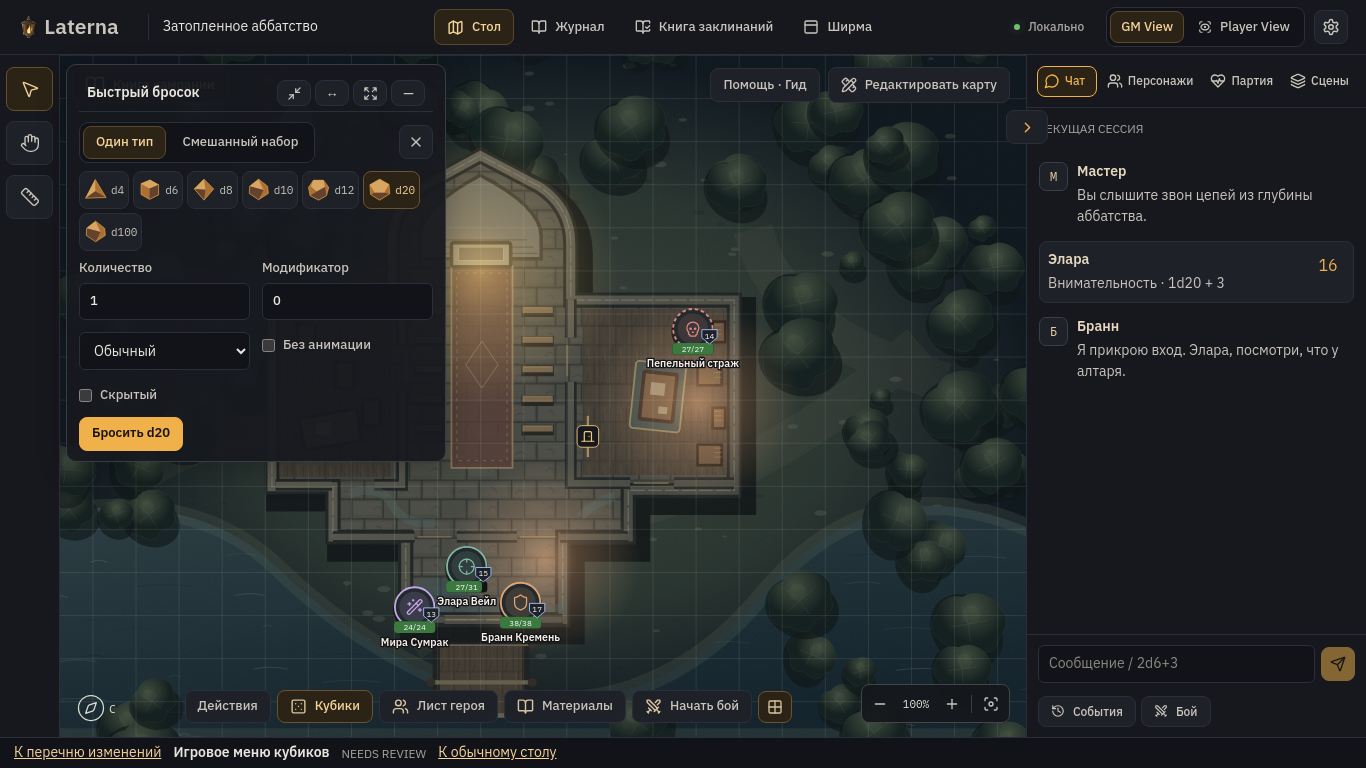 Laterna
Затопленное аббатство
Стол
Журнал
Книга заклинаний
Ширма
Локально
GM View
Player View
Быстрый бросок
Помощь · Гид
Редактировать карту
Чат
Персонажи
Партия
Сцены
Один тип
Смешанный набор
ЕКУЩАЯ СЕССИЯ
d4
d6
d8
d10
d12
d20
d100
Мастер
М
Вы слышите звон цепей из глубины
аббатства.
Элара
16
Внимательность · 1d20 + 3
Бранн
Б
Я прикрою вход. Элара, посмотри, что у
алтаря.
Количество
Модификатор
1
0
Обычный
Без анимации
Скрытый
Бросить d20
14
27/27
Пепельный страж
15
27/31
Элара Вейл
13
24/24
Мира Сумрак
17
38/38
Бранн Кремень
Сообщение / 2d6+3
С
Действия
Кубики
Лист героя
Материалы
Начать бой
100%
События
Бой
К перечню изменений
Игровое меню кубиков
NEEDS REVIEW
К обычному столу